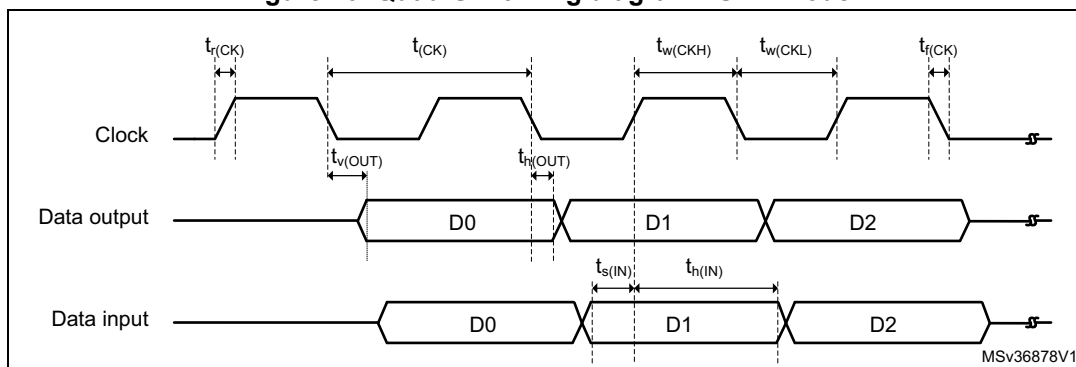 t_r(CK) t_(CK) t_w(CKH) t_w(CKL) t_f(CK)
Clock
t_v(OUT) t_h(OUT)
Data output D0 D1 D2
t_s(IN) t_h(IN)
Data input D0 D1 D2
MSv36878V1